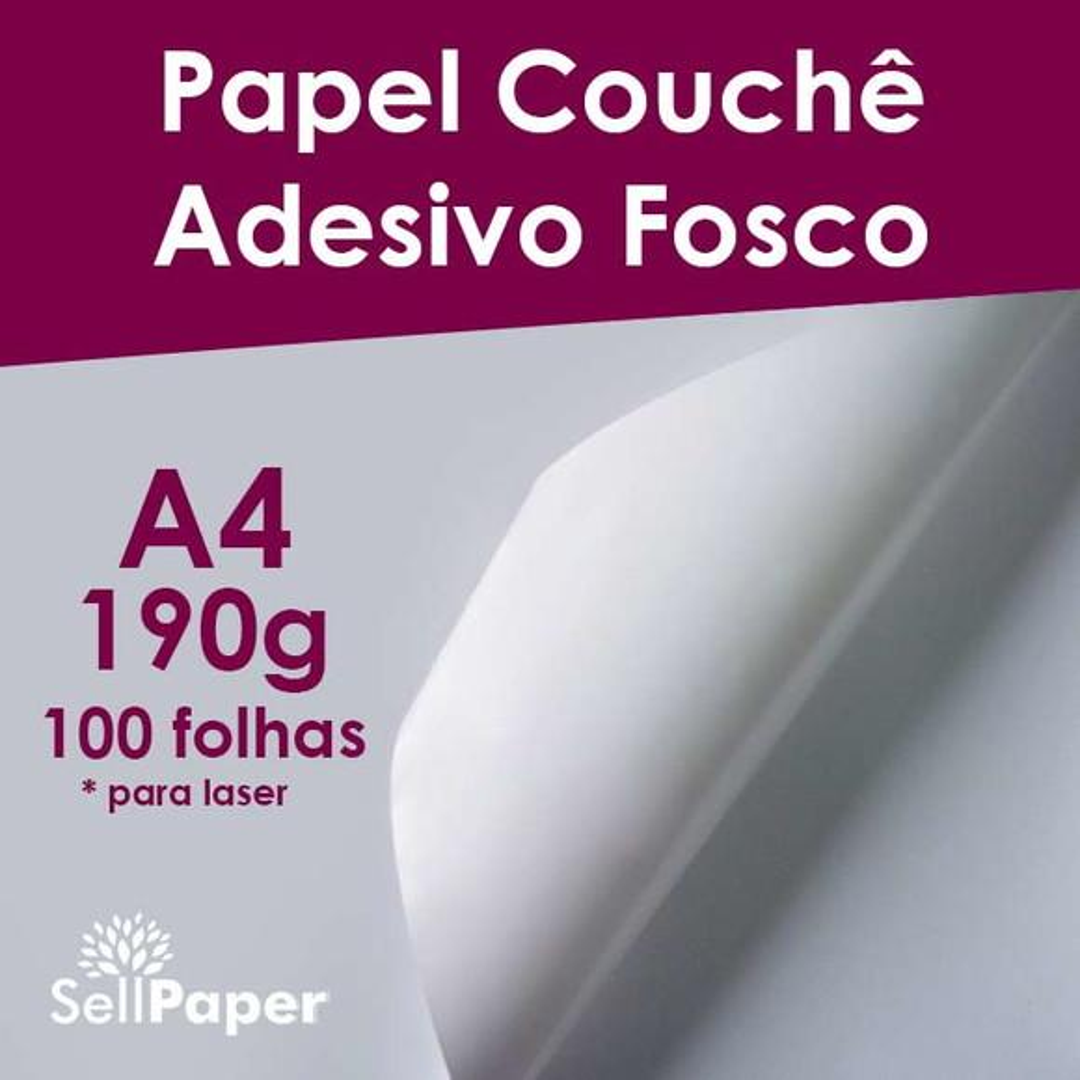 Papel Couchê
Adesivo Fosco
A4
190g
100 folhas
* para laser
SellPaper